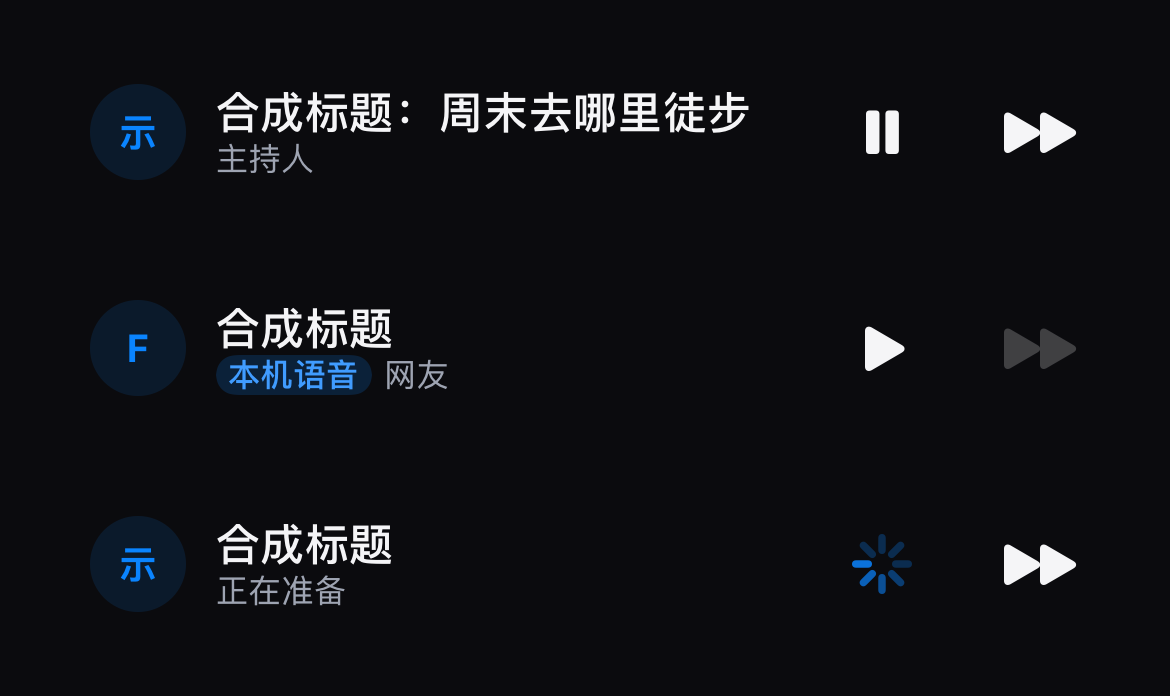 示
合成标题：周末去哪里徒步
主持人
F
合成标题
本机语音 网友
示
合成标题
正在准备